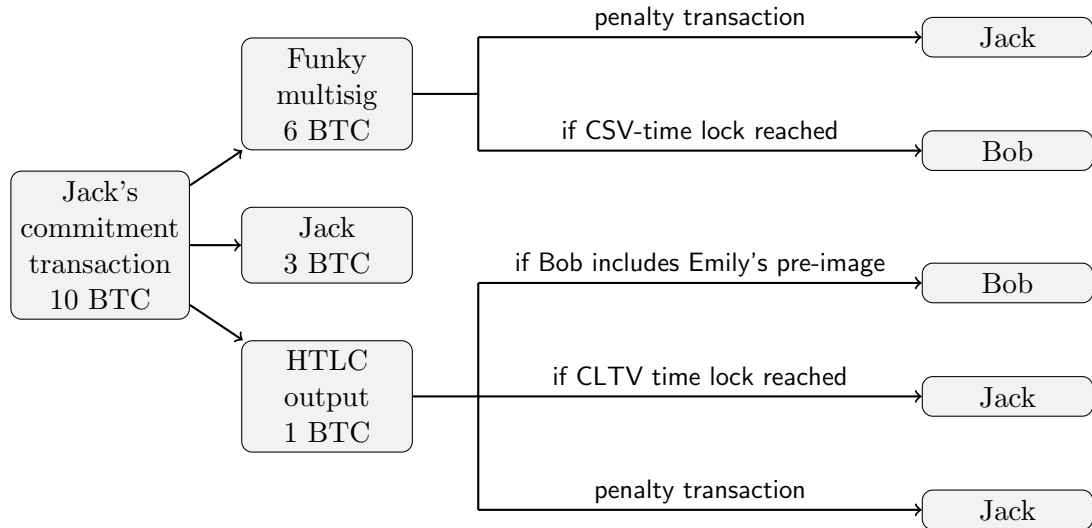 Jack's
commitment
transaction
10 BTC
Funky
multisig
6 BTC
penalty transaction
Jack
if CSV-time lock reached
Bob
Jack
3 BTC
HTLC
output
1 BTC
if Bob includes Emily's pre-image
Bob
if CLTV time lock reached
Jack
penalty transaction
Jack